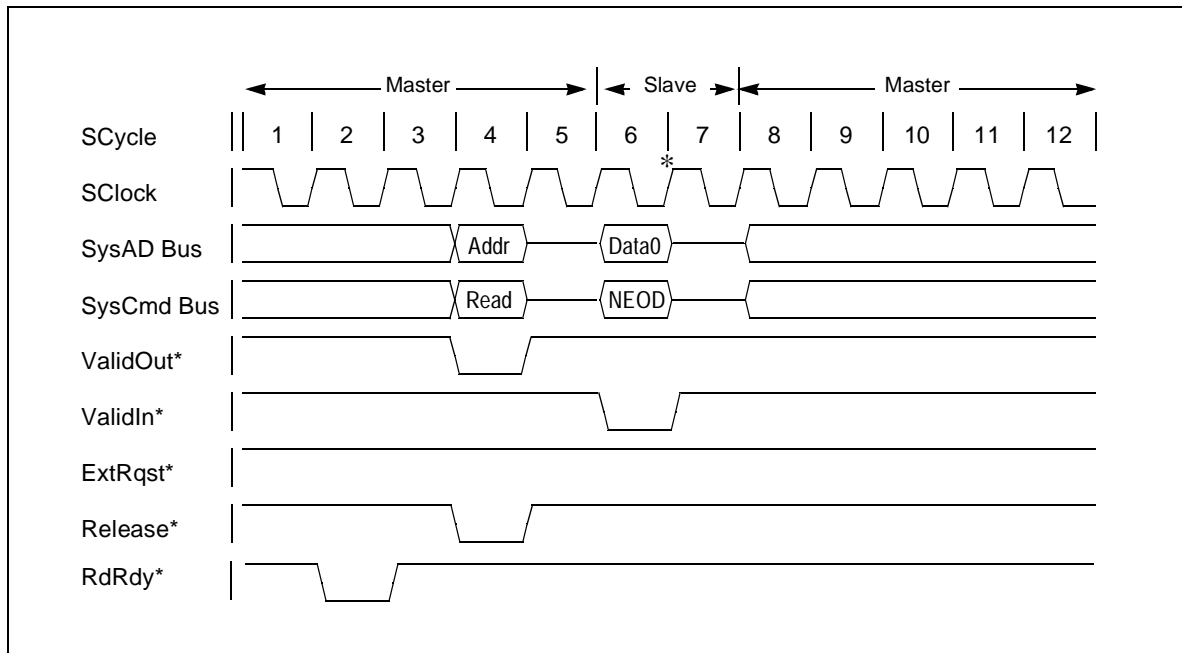 Master Slave Master
SCycle 1 2 3 4 5 6 7 8 9 10 11 12
*
SClock
SysAD Bus Addr Data0
SysCmd Bus Read NEOD
ValidOut*
ValidIn*
ExtRqst*
Release*
RdRdy*